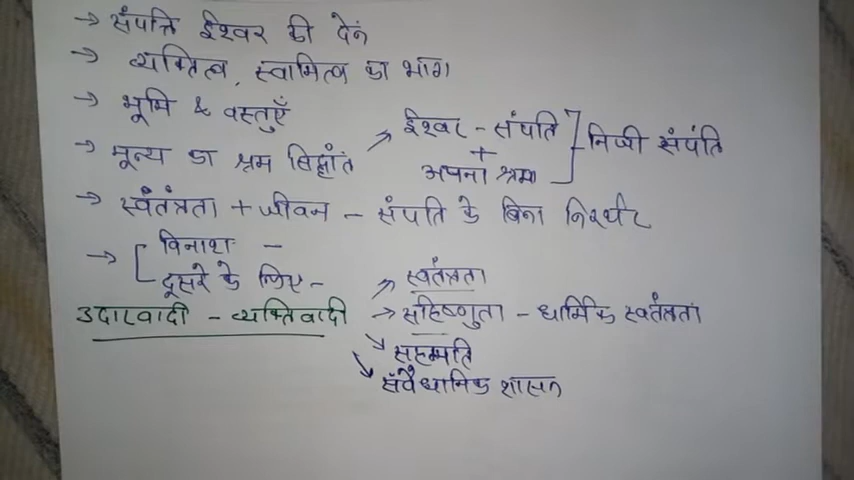 → संपत्ति ईश्वर की देन
→ व्यक्तित्व, स्वामित्व का भाग
→ भूमि & वस्तुएँ
→ मूल्य का श्रम सिद्धांत ↗ ईश्वर - संपति + अपना श्रम ] निजी संपति
→ स्वतंत्रता + जीवन - संपति के बिना निरर्थक
→ [ विनाश -
दूसरे के लिए -
उदारवादी - व्यक्तिवादी
↗ स्वतंत्रता
→ सहिष्णुता - धार्मिक स्वतंत्रता
↘ सहमति
↘ संवैधानिक शासन